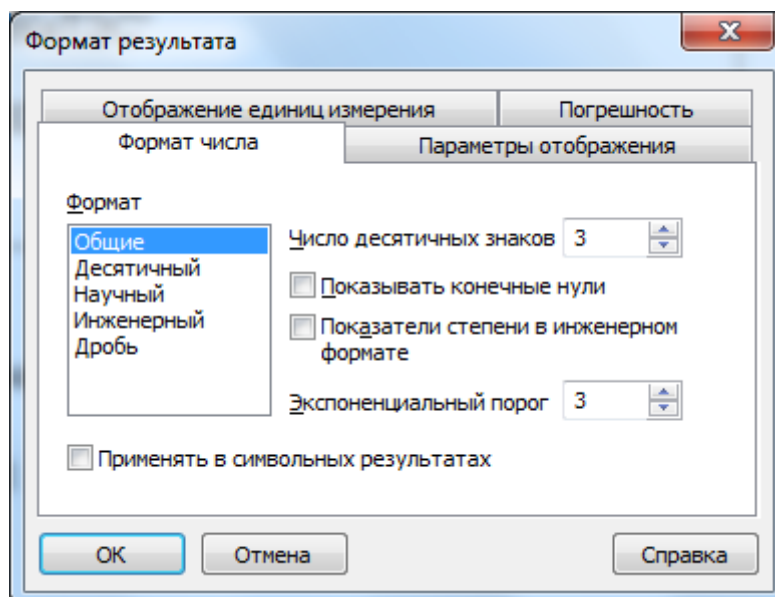 Формат результата
Отображение единиц измерения
Погрешность
Формат числа
Параметры отображения
Формат
Общие
Десятичный
Научный
Инженерный
Дробь
Число десятичных знаков 3
Показывать конечные нули
Показатели степени в инженерном
формате
Экспоненциальный порог 3
Применять в символьных результатах
ОК
Отмена
Справка